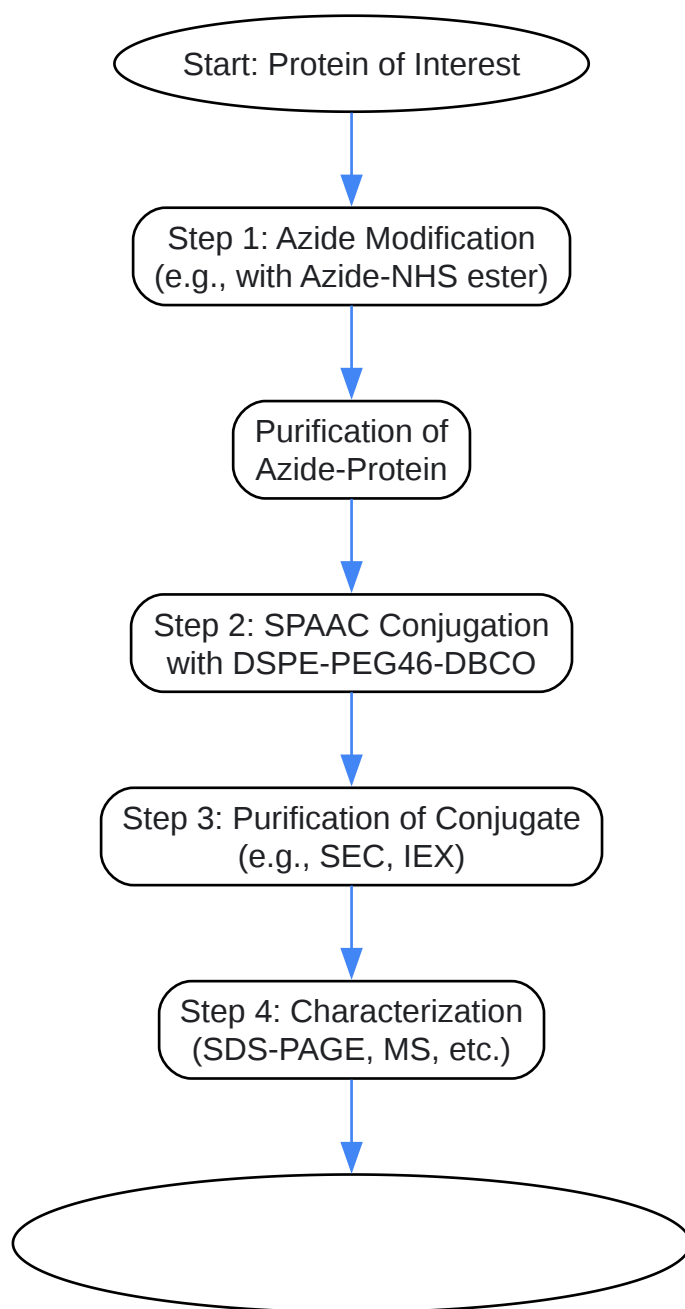 Start: Protein of Interest
Step 1: Azide Modification
(e.g., with Azide-NHS ester)
Purification of
Azide-Protein
Step 2: SPAAC Conjugation
with DSPE-PEG46-DBCO
Step 3: Purification of Conjugate
(e.g., SEC, IEX)
Step 4: Characterization
(SDS-PAGE, MS, etc.)